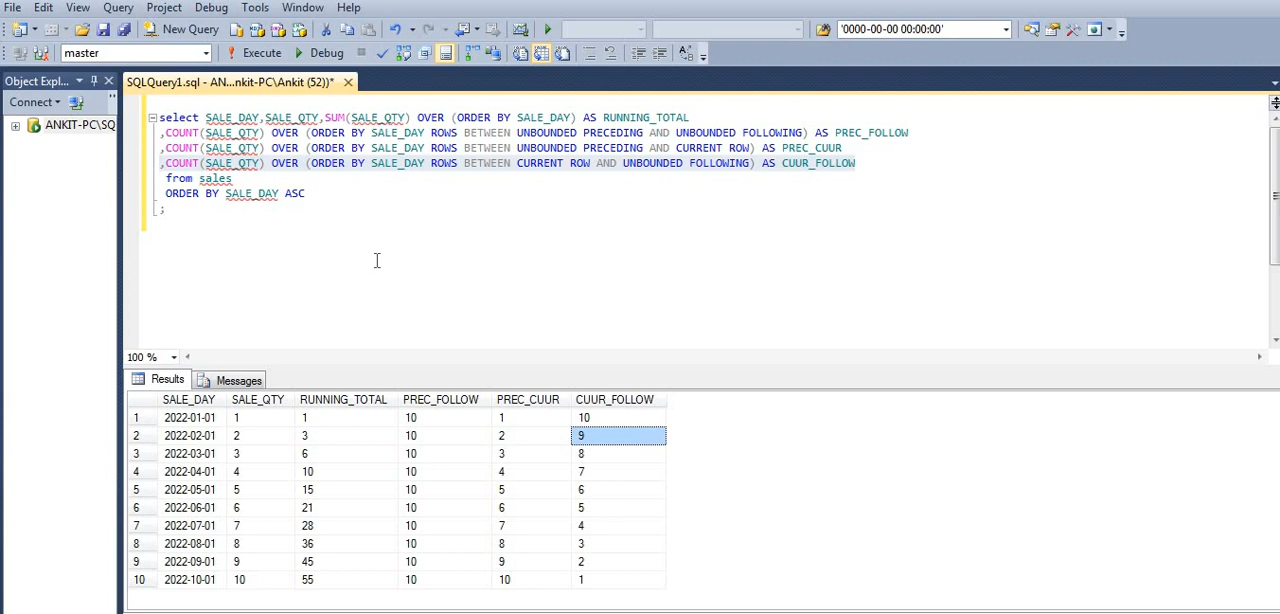 File Edit View Query Project Debug Tools Window Help
New Query '0000-00-00 00:00:00'
master Execute Debug
Object Expl... SQLQuery1.sql - AN...nkit-PC\Ankit (52))*
Connect
ANKIT-PC\SQ
select SALE_DAY,SALE_QTY,SUM(SALE_QTY) OVER (ORDER BY SALE_DAY) AS RUNNING_TOTAL
,COUNT(SALE_QTY) OVER (ORDER BY SALE_DAY ROWS BETWEEN UNBOUNDED PRECEDING AND UNBOUNDED FOLLOWING) AS PREC_FOLLOW
,COUNT(SALE_QTY) OVER (ORDER BY SALE_DAY ROWS BETWEEN UNBOUNDED PRECEDING AND CURRENT ROW) AS PREC_CUUR
,COUNT(SALE_QTY) OVER (ORDER BY SALE_DAY ROWS BETWEEN CURRENT ROW AND UNBOUNDED FOLLOWING) AS CUUR_FOLLOW
from sales
ORDER BY SALE_DAY ASC
;
100 %
Results Messages
SALE_DAY SALE_QTY RUNNING_TOTAL PREC_FOLLOW PREC_CUUR CUUR_FOLLOW
1 2022-01-01 1 1 10 1 10
2 2022-02-01 2 3 10 2 9
3 2022-03-01 3 6 10 3 8
4 2022-04-01 4 10 10 4 7
5 2022-05-01 5 15 10 5 6
6 2022-06-01 6 21 10 6 5
7 2022-07-01 7 28 10 7 4
8 2022-08-01 8 36 10 8 3
9 2022-09-01 9 45 10 9 2
10 2022-10-01 10 55 10 10 1